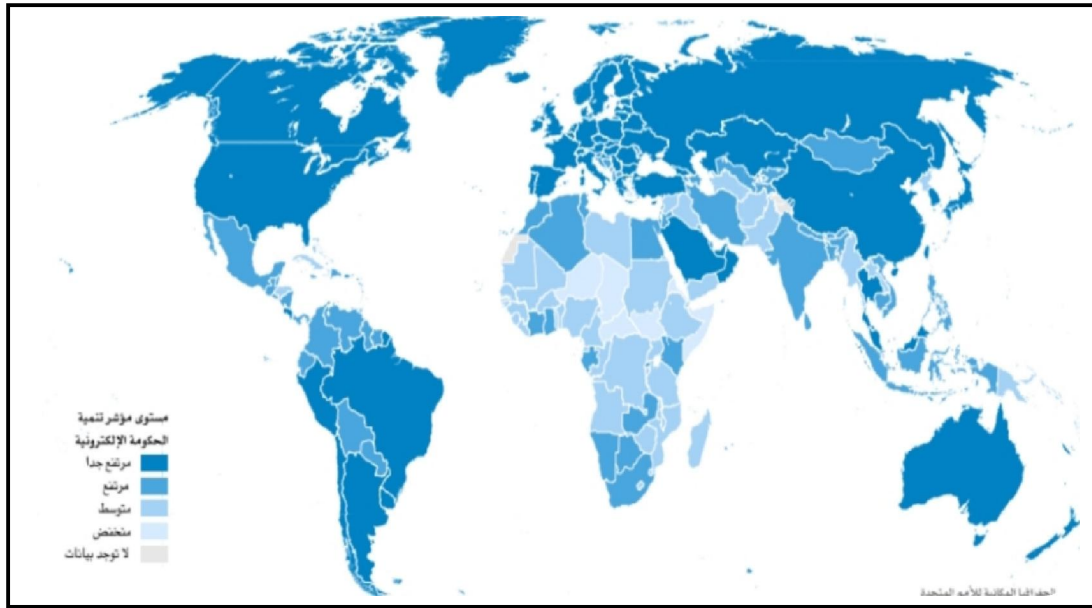 مستوى مؤشر تنمية
الحكومة الإلكترونية
مرتفع جدا
مرتفع
متوسط
منخفض
لا توجد بيانات
الجغرافيا المكانية للأمم المتحدة